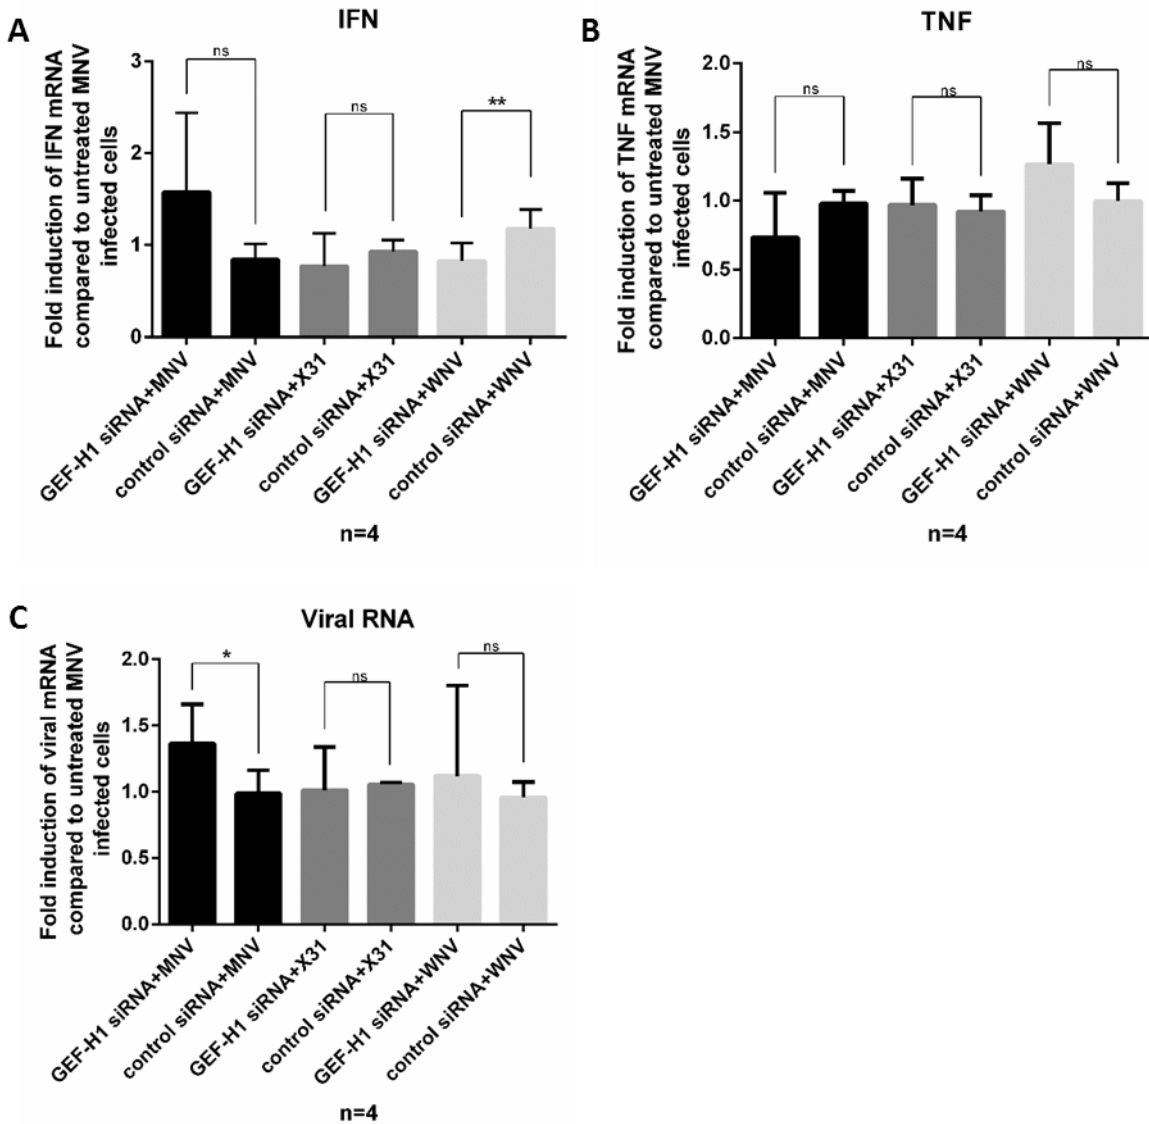 A
IFN
Fold induction of IFN mRNA
compared to untreated MNV
infected cells
3
2
1
0
ns
ns
**
GEF-H1 siRNA+MNV
control siRNA+MNV
GEF-H1 siRNA+X31
control siRNA+X31
GEF-H1 siRNA+WNV
control siRNA+WNV
n=4
B
TNF
Fold induction of TNF mRNA
compared to untreated MNV
infected cells
2.0
1.5
1.0
0.5
0.0
ns
ns
ns
GEF-H1 siRNA+MNV
control siRNA+MNV
GEF-H1 siRNA+X31
control siRNA+X31
GEF-H1 siRNA+WNV
control siRNA+WNV
n=4
C
Viral RNA
Fold induction of viral mRNA
compared to untreated MNV
infected cells
2.0
1.5
1.0
0.5
0.0
*
ns
ns
GEF-H1 siRNA+MNV
control siRNA+MNV
GEF-H1 siRNA+X31
control siRNA+X31
GEF-H1 siRNA+WNV
control siRNA+WNV
n=4